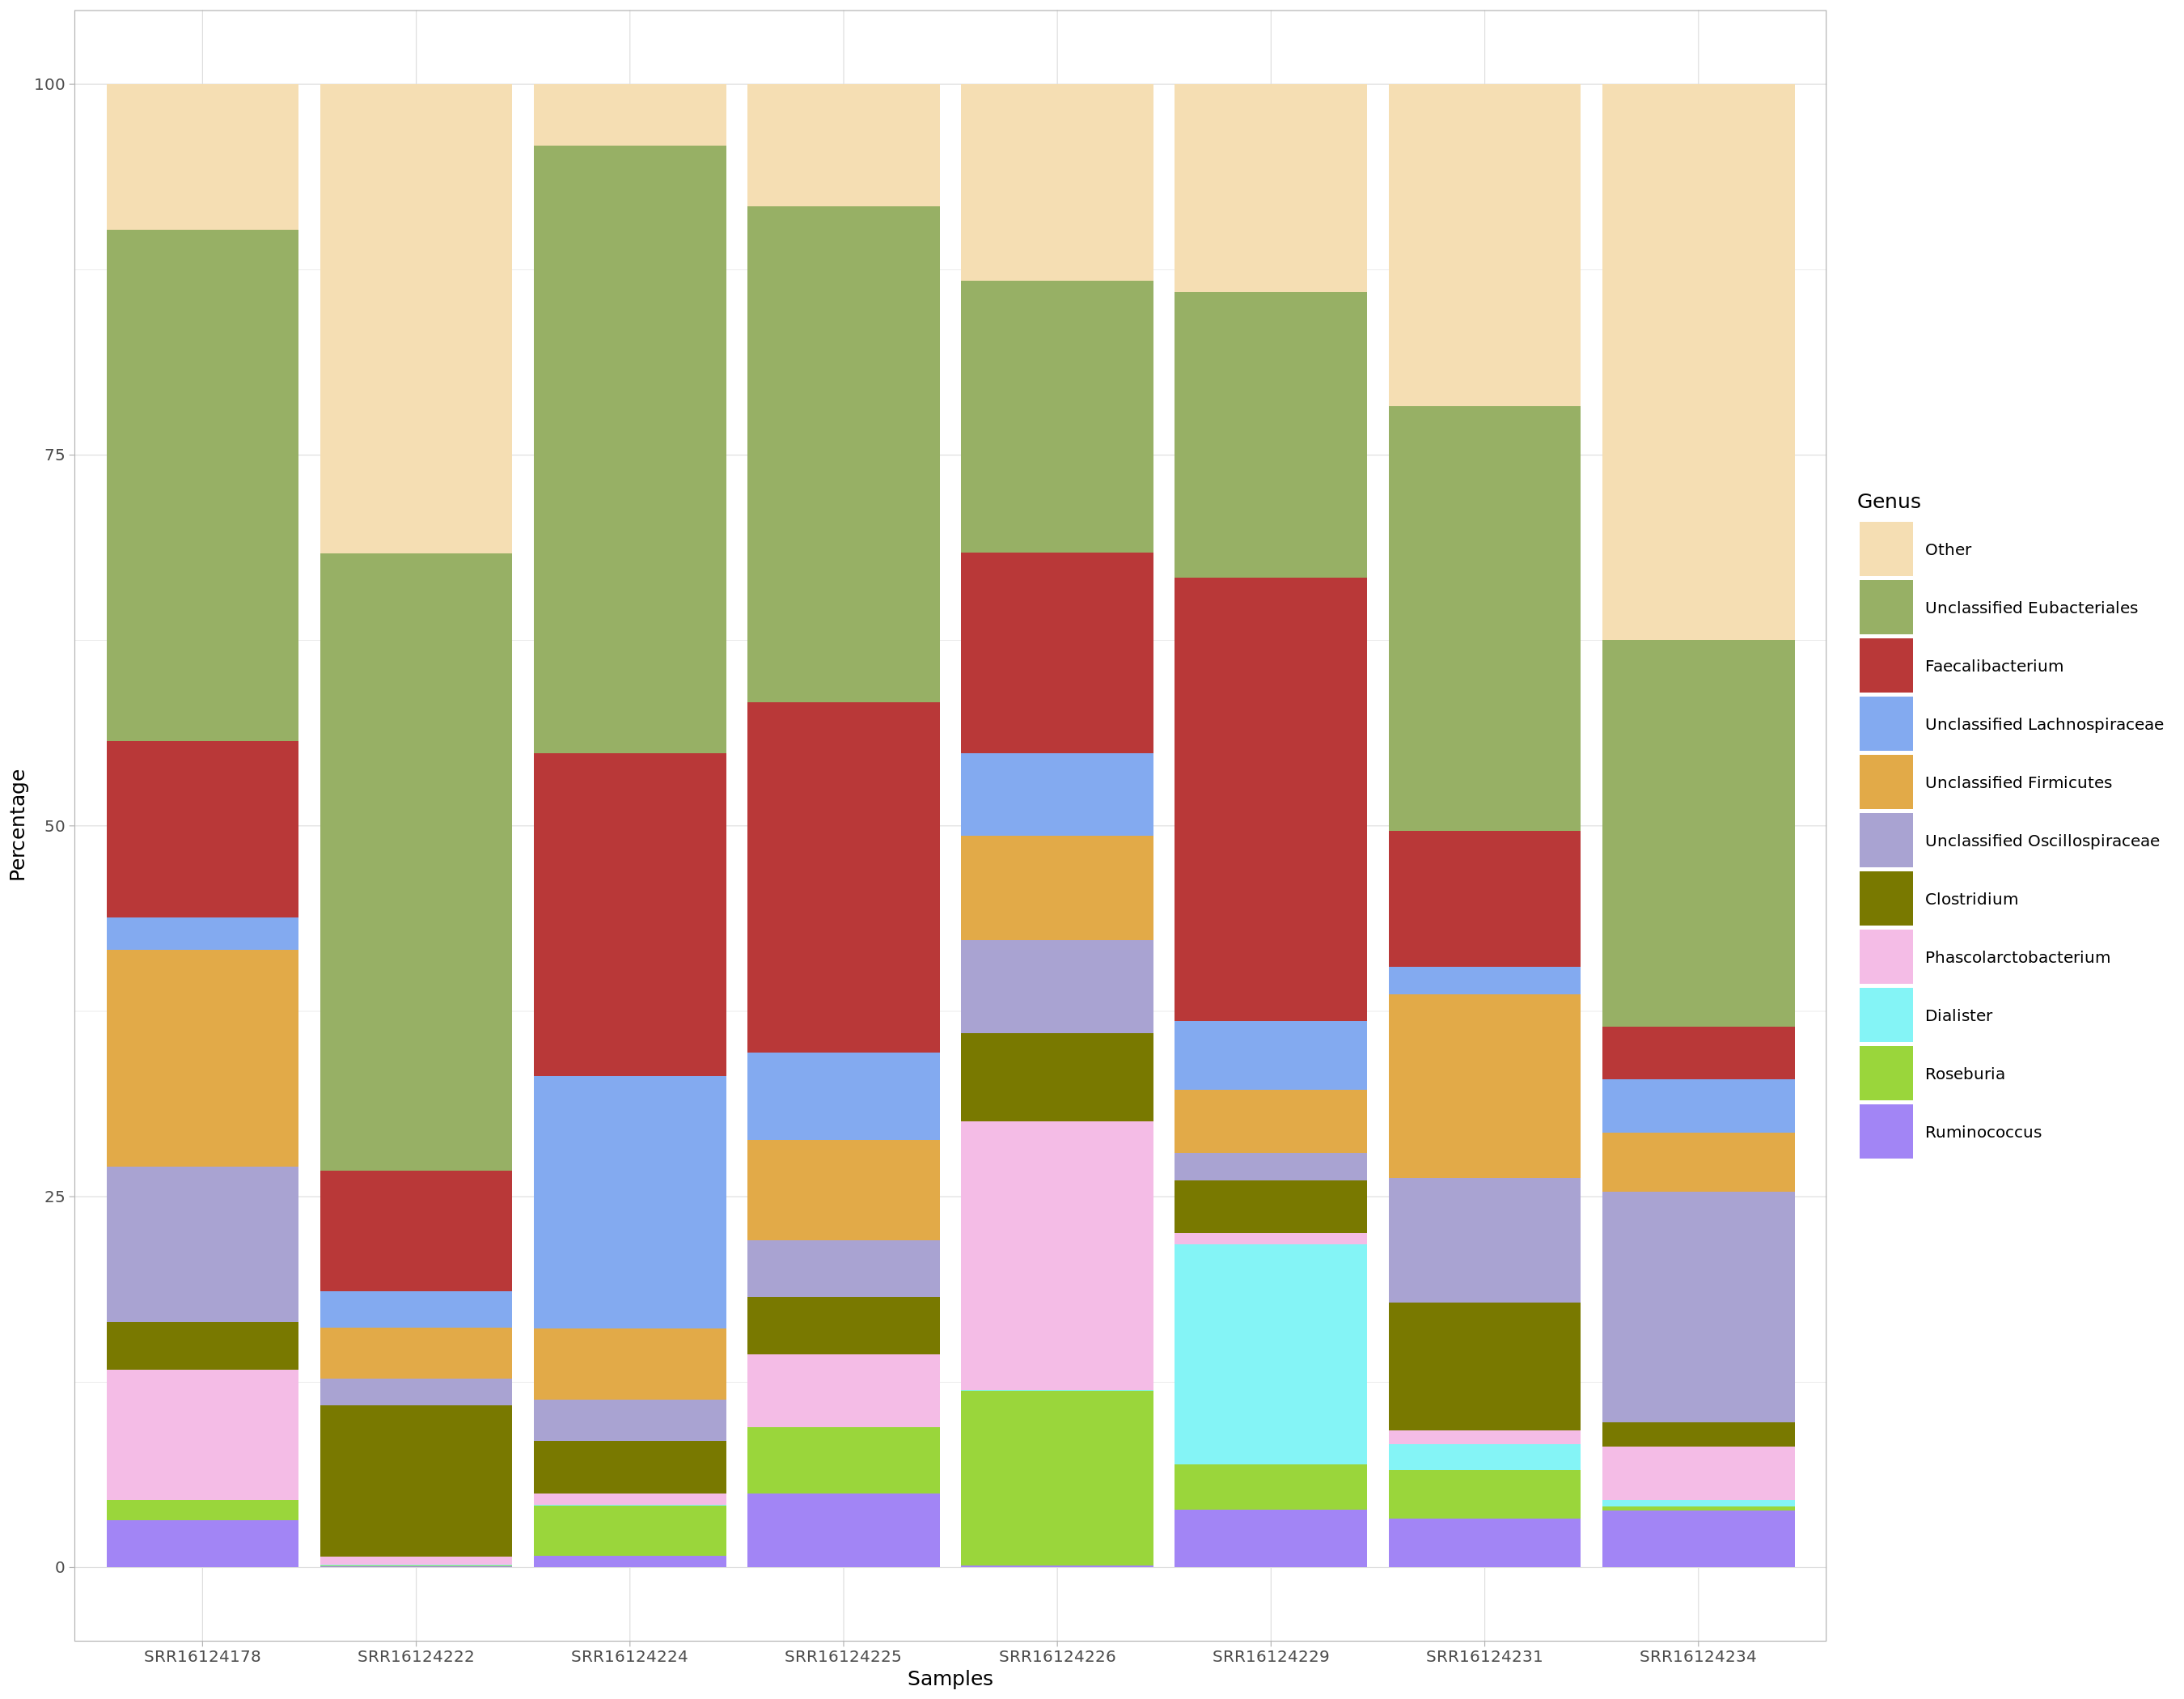 100
75
50
25
0
Percentage
SRR16124178 SRR16124222 SRR16124224 SRR16124225 SRR16124226 SRR16124229 SRR16124231 SRR16124234
Samples
Genus
Other
Unclassified Eubacteriales
Faecalibacterium
Unclassified Lachnospiraceae
Unclassified Firmicutes
Unclassified Oscillospiraceae
Clostridium
Phascolarctobacterium
Dialister
Roseburia
Ruminococcus